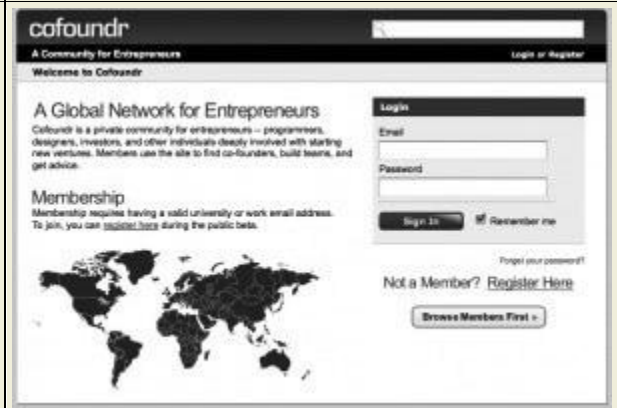 cofoundr
A Community for Entrepreneurs
Login or Register
Welcome to Cofoundr
A Global Network for Entrepreneurs
Cofoundr is a private community for entrepreneurs – programmers,
designers, investors, and other individuals deeply involved with starting
new ventures. Members use the site to find co-founders, build teams, and
get advice.
Membership
Membership requires having a valid university or work email address.
To join, you can register here during the public beta.
Login
Email
Password
Sign In
Remember me
Forgot your password?
Not a Member? Register Here
Browse Members First »